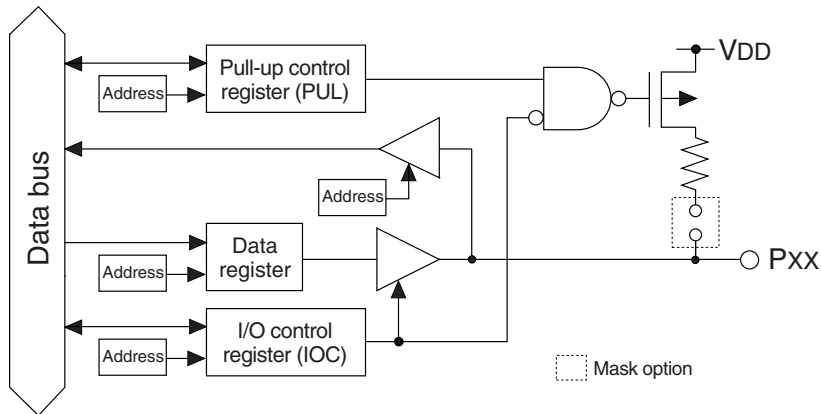 Data bus
Pull-up control
register (PUL)
Address
VDD
Address
Data
register
Address
PXX
I/O control
register (IOC)
Address
Mask option